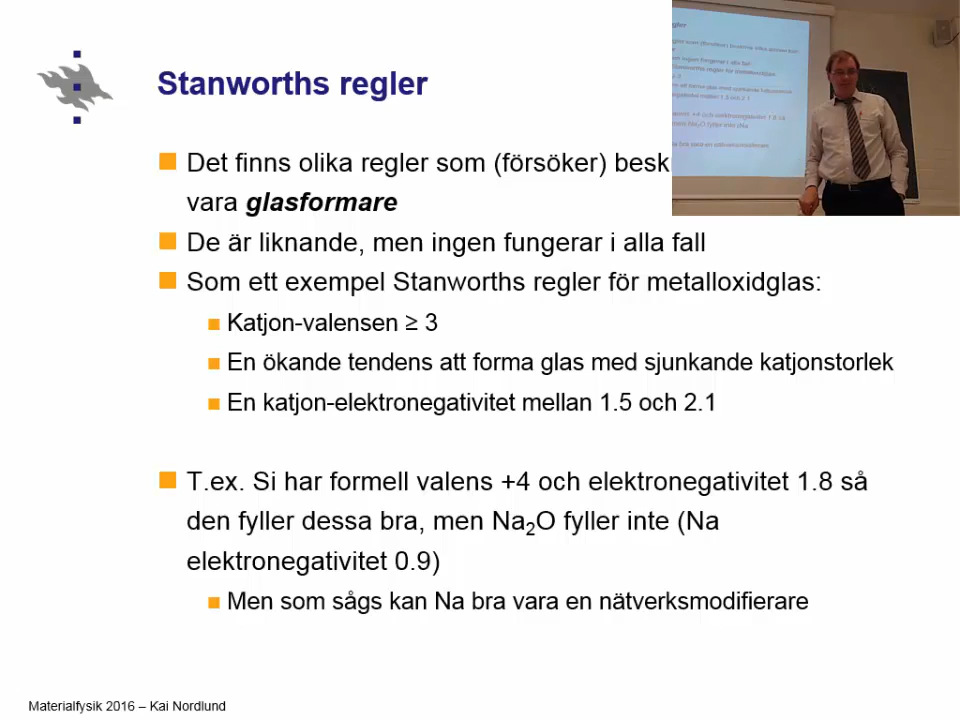 Stanworths regler
Det finns olika regler som (försöker) besk
vara glasformare
De är liknande, men ingen fungerar i alla fall
Som ett exempel Stanworths regler för metalloxidglas:
Katjon-valensen ≥ 3
En ökande tendens att forma glas med sjunkande katjonstorlek
En katjon-elektronegativitet mellan 1.5 och 2.1
T.ex. Si har formell valens +4 och elektronegativitet 1.8 så
den fyller dessa bra, men Na₂O fyller inte (Na
elektronegativitet 0.9)
Men som sågs kan Na bra vara en nätverksmodifierare
Materialfysik 2016 – Kai Nordlund